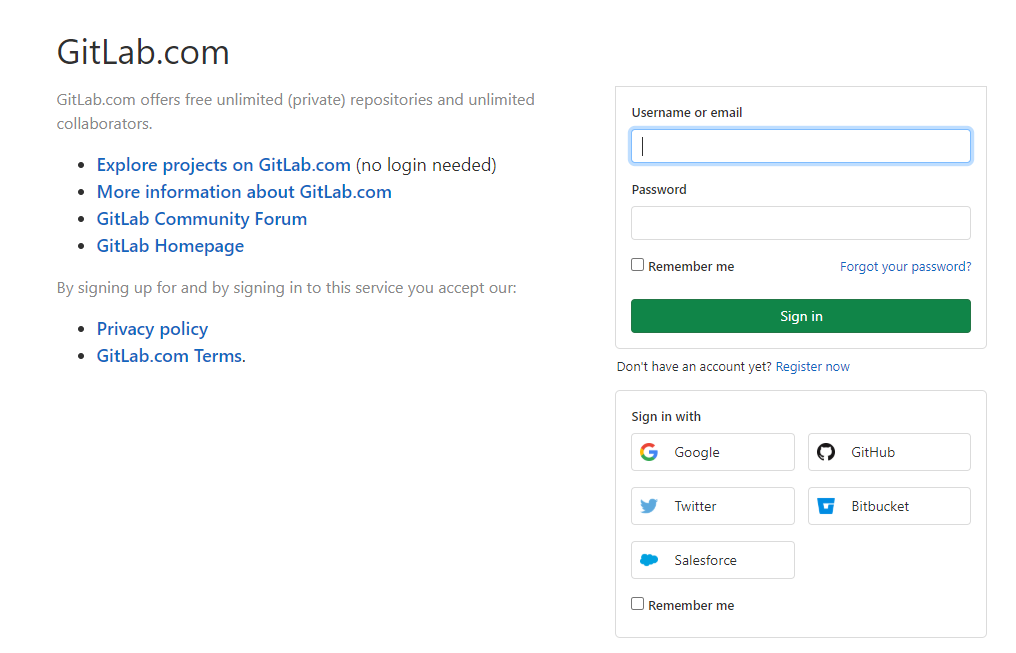 GitLab.com
GitLab.com offers free unlimited (private) repositories and unlimited
collaborators.
Explore projects on GitLab.com (no login needed)
More information about GitLab.com
GitLab Community Forum
GitLab Homepage
By signing up for and by signing in to this service you accept our:
Privacy policy
GitLab.com Terms.
Username or email
Password
Remember me
Forgot your password?
Sign in
Don't have an account yet? Register now
Sign in with
Google
GitHub
Twitter
Bitbucket
Salesforce
Remember me